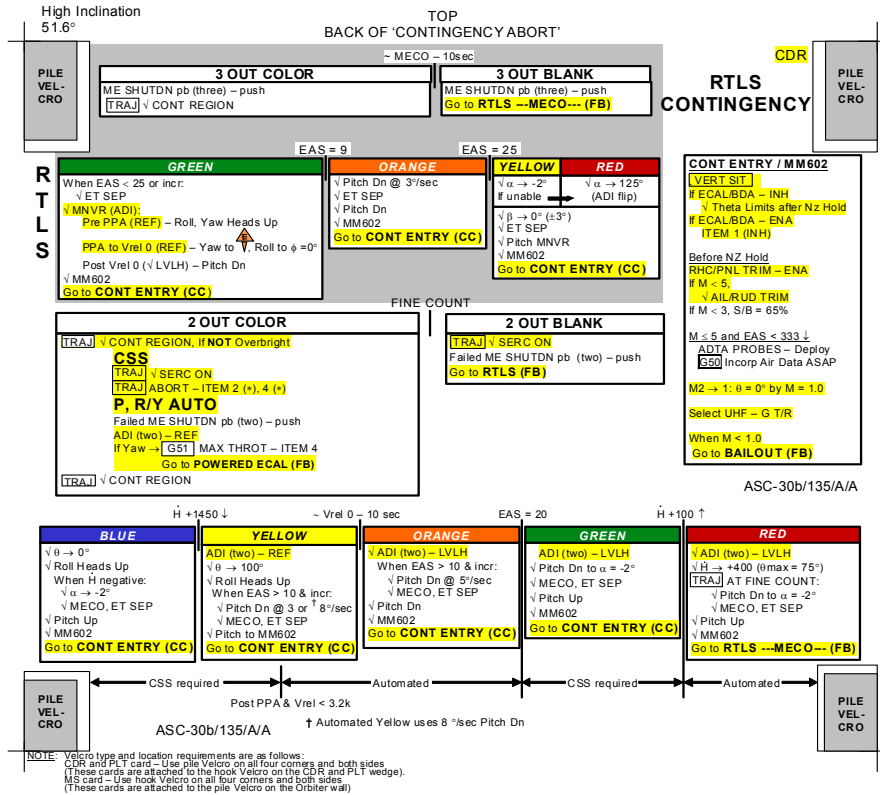 High Inclination
51.6°
TOP
BACK OF ‘CONTINGENCY ABORT’
PILE
VEL-
CRO
CDR
PILE
VEL-
CRO
RTLS
CONTINGENCY
~ MECO – 10sec
3 OUT COLOR
ME SHUTDN pb (three) – push
TRAJ √ CONT REGION
3 OUT BLANK
ME SHUTDN pb (three) – push
Go to RTLS ---MECO--- (FB)
R
T
L
S
EAS = 9
EAS = 25
GREEN
When EAS < 25 or incr:
√ ET SEP
√ MNVR (ADI):
Pre PPA (REF) – Roll, Yaw Heads Up
PPA to Vrel 0 (REF) – Yaw to , Roll to ϕ =0°
Post Vrel 0 (√ LVLH) – Pitch Dn
√ MM602
Go to CONT ENTRY (CC)
ORANGE
√ Pitch Dn @ 3°/sec
√ ET SEP
√ Pitch Dn
√ MM602
Go to CONT ENTRY (CC)
YELLOW
√ α → -2°
If unable
RED
√ α → 125°
(ADI flip)
√ β → 0° (±3°)
√ ET SEP
√ Pitch MNVR
√ MM602
Go to CONT ENTRY (CC)
CONT ENTRY / MM602
VERT SIT
If ECAL/BDA – INH
√ Theta Limits after Nz Hold
If ECAL/BDA – ENA
ITEM 1 (INH)
Before NZ Hold
RHC/PNL TRIM – ENA
If M < 5,
√ AIL/RUD TRIM
If M < 3, S/B = 65%
M ≤ 5 and EAS < 333 ↓
ADTA PROBES – Deploy
G50 Incorp Air Data ASAP
M2 → 1: θ = 0° by M = 1.0
Select UHF – G T/R
When M < 1.0
Go to BAILOUT (FB)
ASC-30b/135/A/A
FINE COUNT
2 OUT COLOR
TRAJ √ CONT REGION, If NOT Overbright
CSS
TRAJ √ SERC ON
TRAJ ABORT – ITEM 2 (*), 4 (*)
P, R/Y AUTO
Failed ME SHUTDN pb (two) – push
ADI (two) – REF
If Yaw → G51 MAX THROT – ITEM 4
Go to POWERED ECAL (FB)
TRAJ √ CONT REGION
2 OUT BLANK
TRAJ √ SERC ON
Failed ME SHUTDN pb (two) – push
Go to RTLS (FB)
Ḣ +1450 ↓
~ Vrel 0 – 10 sec
EAS = 20
Ḣ +100 ↑
BLUE
√ θ → 0°
√ Roll Heads Up
When Ḣ negative:
√ α → -2°
√ MECO, ET SEP
√ Pitch Up
√ MM602
Go to CONT ENTRY (CC)
YELLOW
ADI (two) – REF
√ θ → 100°
√ Roll Heads Up
When EAS > 10 & incr:
√ Pitch Dn @ 3 or † 8°/sec
√ MECO, ET SEP
√ Pitch to MM602
Go to CONT ENTRY (CC)
ORANGE
√ ADI (two) – LVLH
When EAS > 10 & incr:
√ Pitch Dn @ 5°/sec
√ MECO, ET SEP
√ Pitch Dn
√ MM602
Go to CONT ENTRY (CC)
GREEN
ADI (two) – LVLH
√ Pitch Dn to α = -2°
√ MECO, ET SEP
√ Pitch Up
√ MM602
Go to CONT ENTRY (CC)
RED
√ ADI (two) – LVLH
√ Ḣ → +400 (θmax = 75°)
TRAJ AT FINE COUNT:
√ Pitch Dn to α = -2°
√ MECO, ET SEP
√ Pitch Up
√ MM602
Go to RTLS ---MECO--- (FB)
CSS required
Automated
CSS required
Automated
Post PPA & Vrel < 3.2k
PILE
VEL-
CRO
ASC-30b/135/A/A
† Automated Yellow uses 8 °/sec Pitch Dn
PILE
VEL-
CRO
NOTE: Velcro type and location requirements are as follows:
CDR and PLT card – Use pile Velcro on all four corners and both sides
(These cards are attached to the hook Velcro on the CDR and PLT wedge).
MS card – Use hook Velcro on all four corners and both sides
(These cards are attached to the pile Velcro on the Orbiter wall)